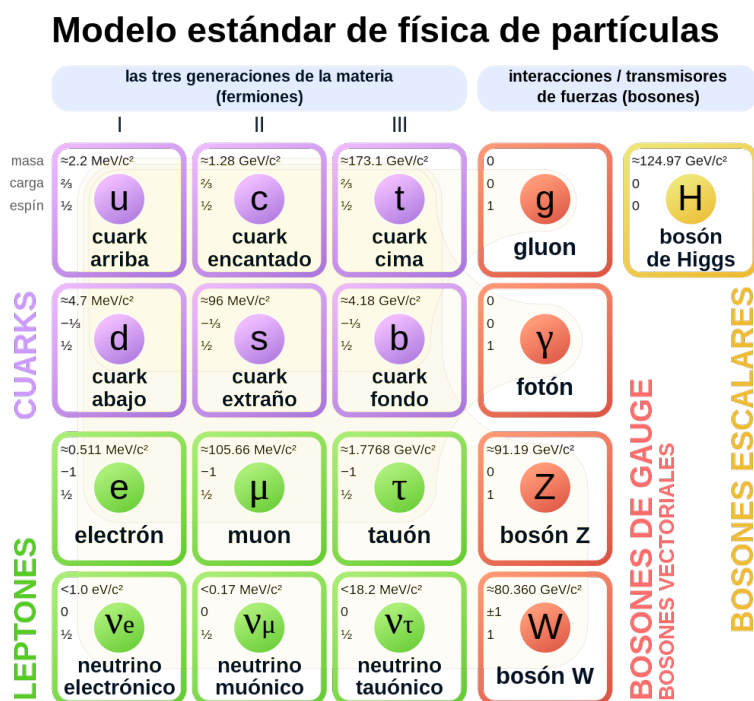 Modelo estándar de física de partículas
las tres generaciones de la materia
(fermiones)
interacciones / transmisores
de fuerzas (bosones)
I
II
III
masa
carga
espín
≈2.2 MeV/c²
⅔
½
u
cuark
arriba
≈1.28 GeV/c²
⅔
½
c
cuark
encantado
≈173.1 GeV/c²
⅔
½
t
cuark
cima
0
0
1
g
gluon
≈124.97 GeV/c²
0
0
H
bosón
de Higgs
CUARKS
≈4.7 MeV/c²
−⅓
½
d
cuark
abajo
≈96 MeV/c²
−⅓
½
s
cuark
extraño
≈4.18 GeV/c²
−⅓
½
b
cuark
fondo
0
0
1
γ
fotón
LEPTONES
≈0.511 MeV/c²
−1
½
e
electrón
≈105.66 MeV/c²
−1
½
μ
muon
≈1.7768 GeV/c²
−1
½
τ
tauón
≈91.19 GeV/c²
0
1
Z
bosón Z
<1.0 eV/c²
0
½
νe
neutrino
electrónico
<0.17 MeV/c²
0
½
νμ
neutrino
muónico
<18.2 MeV/c²
0
½
ντ
neutrino
tauónico
≈80.360 GeV/c²
±1
1
W
bosón W
BOSONES DE GAUGE
BOSONES VECTORIALES
BOSONES ESCALARES